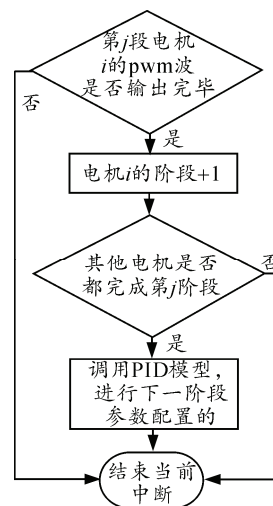 第j段电机
i的pwm波
是否输出完毕
否
是
电机i的阶段+1
其他电机是否
都完成第j阶段
否
是
调用PID模型，
进行下一阶段
参数配置的
结束当前
中断